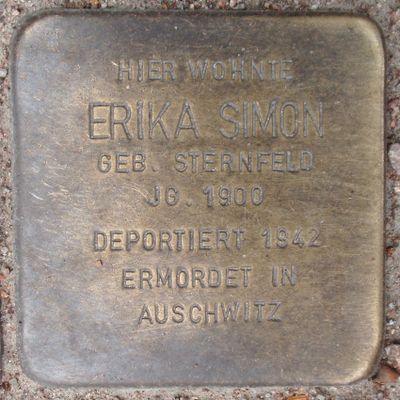 HIER WOHNTE
ERIKA SIMON
GEB. STERNFELD
JG. 1900
DEPORTIERT 1942
ERMORDET IN
AUSCHWITZ